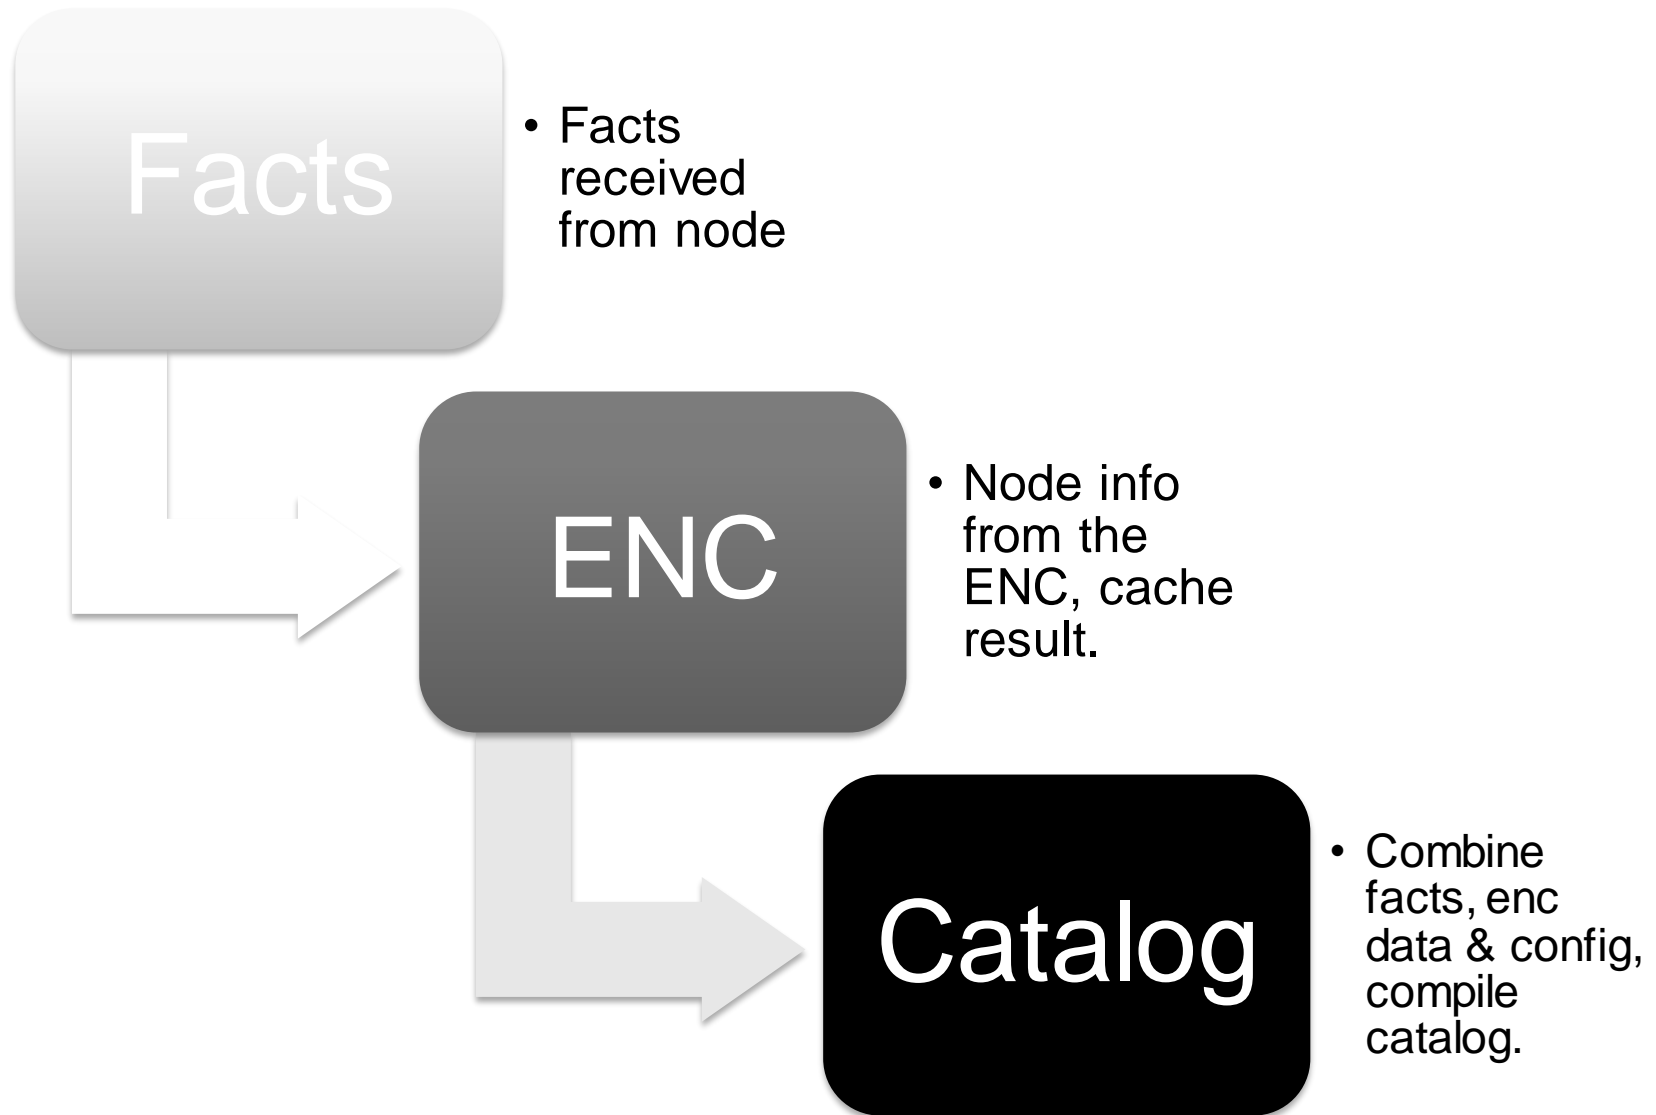 Facts
• Facts
received
from node
ENC
• Node info
from the
ENC, cache
result.
Catalog
• Combine
facts, enc
data & config,
compile
catalog.